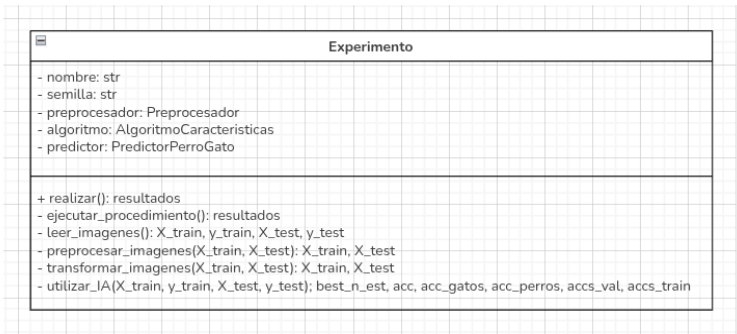 Experimento
- nombre: str
- semilla: str
- preprocesador: Preprocesador
- algoritmo: AlgoritmoCaracteristicas
- predictor: PredictorPerroGato
+ realizar(): resultados
- ejecutar_procedimiento(): resultados
- leer_imagenes(): X_train, y_train, X_test, y_test
- preprocesar_imagenes(X_train, X_test): X_train, X_test
- transformar_imagenes(X_train, X_test): X_train, X_test
- utilizar_IA(X_train, y_train, X_test, y_test); best_n_est, acc, acc_gatos, acc_perros, accs_val, accs_train